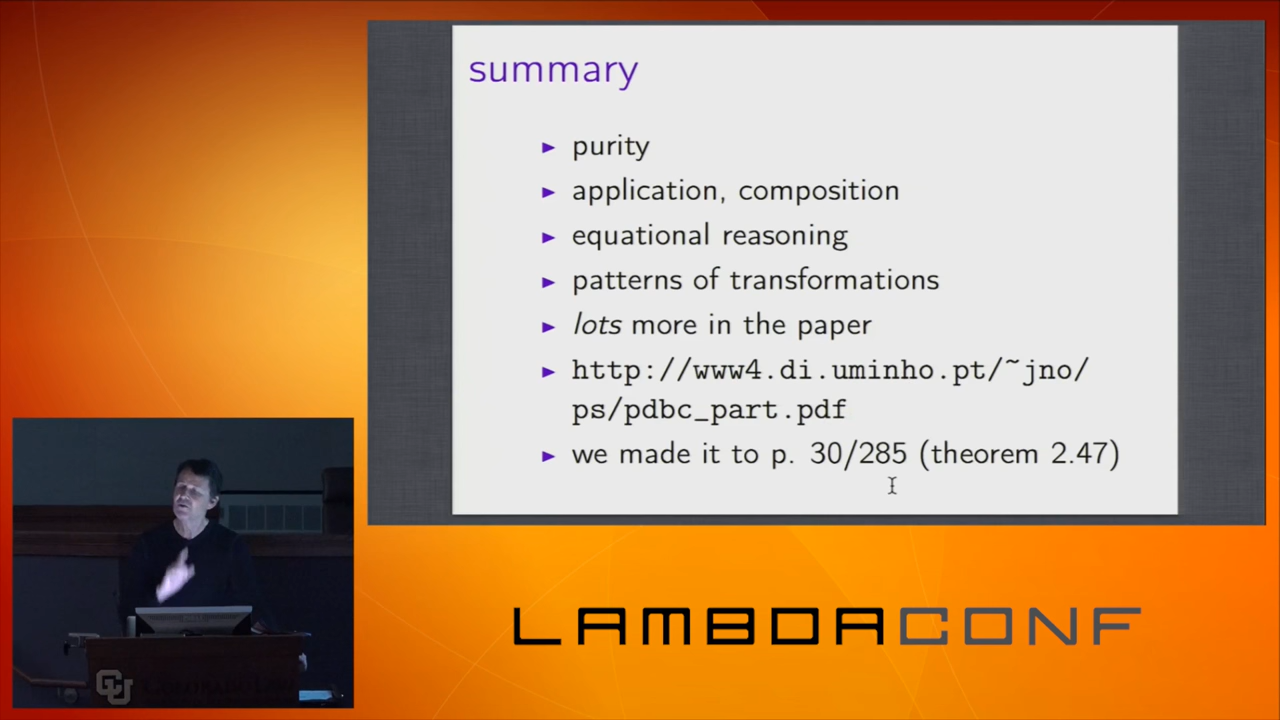 summary
► purity
► application, composition
► equational reasoning
► patterns of transformations
► lots more in the paper
► http://www4.di.uminho.pt/~jno/
ps/pdbc_part.pdf
► we made it to p. 30/285 (theorem 2.47)
CU
LAMBDACONF